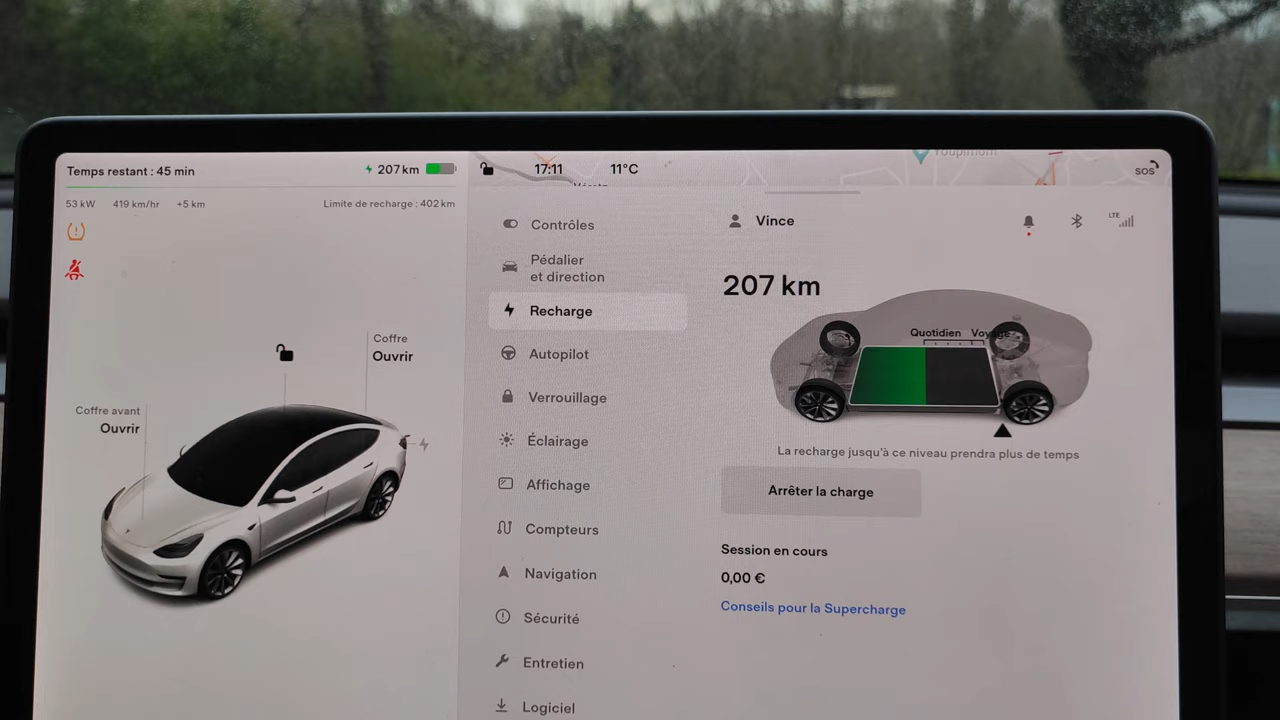 Temps restant : 45 min
207 km
53 kW 419 km/hr +5 km
Limite de recharge : 402 km
Coffre
Ouvrir
Coffre avant
Ouvrir
17:11 11°C
SOS
Contrôles
Pédalier
et direction
Recharge
Autopilot
Verrouillage
Éclairage
Affichage
Compteurs
Navigation
Sécurité
Entretien
Logiciel
Vince
LTE
207 km
Quotidien Voyage
La recharge jusqu'à ce niveau prendra plus de temps
Arrêter la charge
Session en cours
0,00 €
Conseils pour la Supercharge